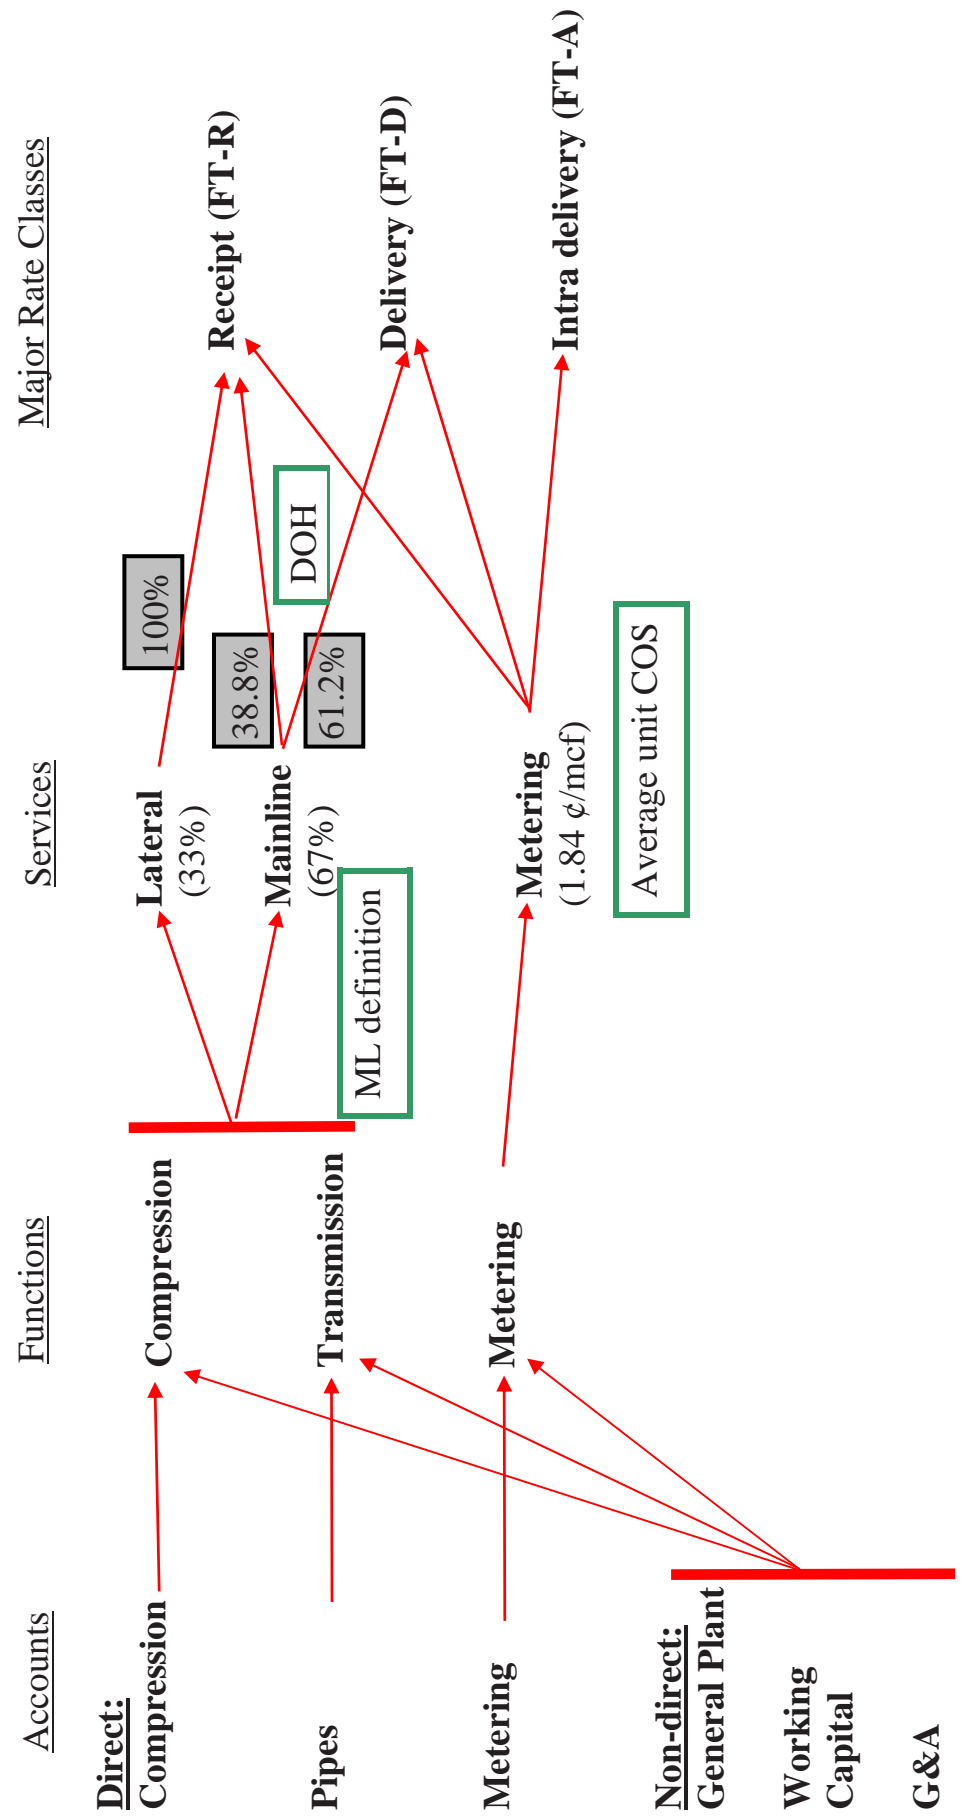 Accounts
Functions
Services
Major Rate Classes
Direct:
Compression
Pipes
Metering
Non-direct:
General Plant
Working
Capital
G&A
Compression
Transmission
Metering
ML definition
Lateral
(33%)
Mainline
(67%)
Metering
(1.84 ¢/mcf)
Average unit COS
100%
38.8%
61.2%
DOH
Receipt (FT-R)
Delivery (FT-D)
Intra delivery (FT-A)